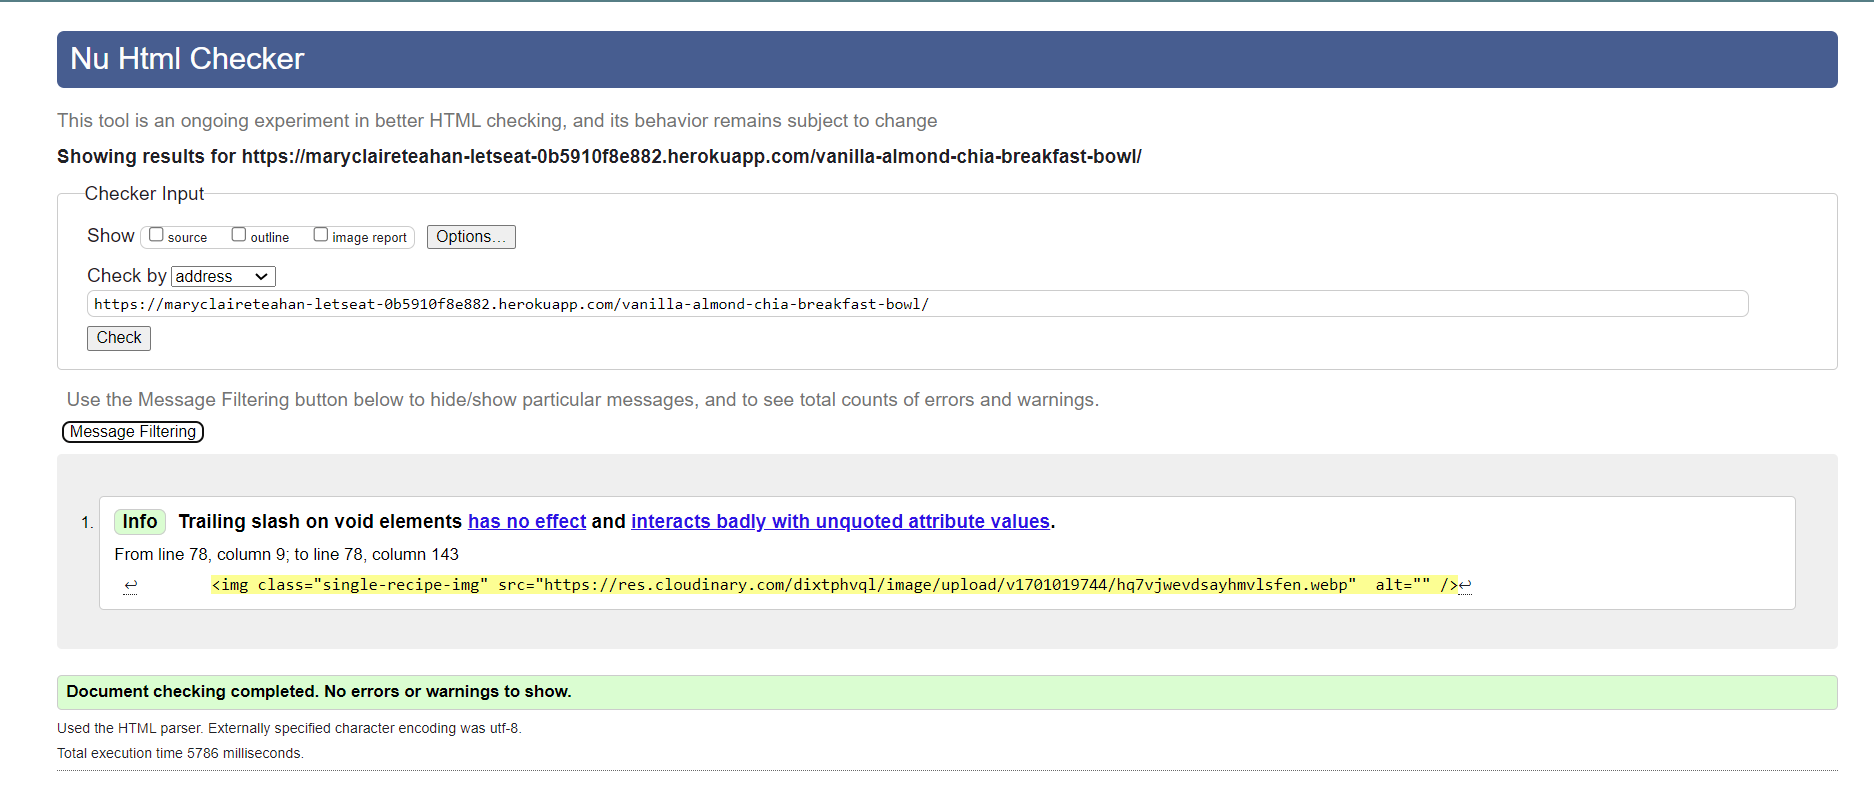 Nu Html Checker
This tool is an ongoing experiment in better HTML checking, and its behavior remains subject to change
Showing results for https://maryclaireteahan-letseat-0b5910f8e882.herokuapp.com/vanilla-almond-chia-breakfast-bowl/
Checker Input
Show source outline image report Options...
Check by address
https://maryclaireteahan-letseat-0b5910f8e882.herokuapp.com/vanilla-almond-chia-breakfast-bowl/
Check
Use the Message Filtering button below to hide/show particular messages, and to see total counts of errors and warnings.
Message Filtering
1. Info Trailing slash on void elements has no effect and interacts badly with unquoted attribute values.
From line 78, column 9; to line 78, column 143
↩ <img class="single-recipe-img" src="https://res.cloudinary.com/dixtphvql/image/upload/v1701019744/hq7vjwevdsayhmvlsfen.webp"  alt="" />↩
Document checking completed. No errors or warnings to show.
Used the HTML parser. Externally specified character encoding was utf-8.
Total execution time 5786 milliseconds.